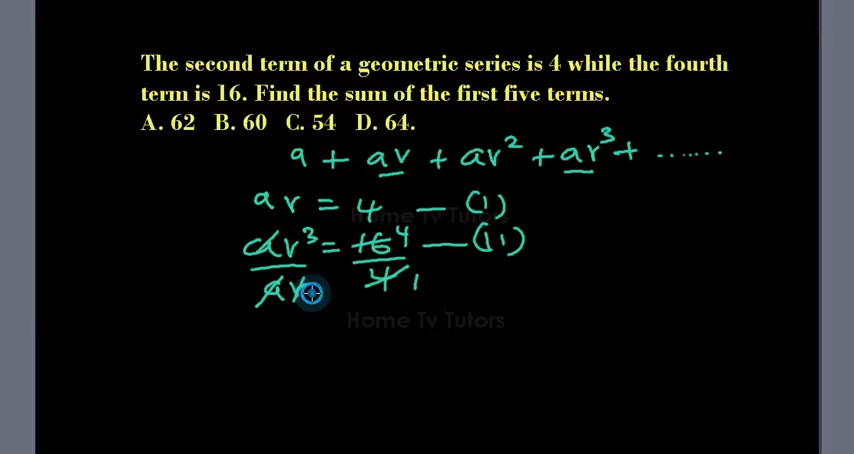 The second term of a geometric series is 4 while the fourth
term is 16. Find the sum of the first five terms.
A. 62 B. 60 C. 54 D. 64.
a + ar + ar² + ar³ + .......
ar = 4 — (1)
Home Tv Tutors
ar³ = 16 4 — (11)
ar 4 1
Home Tv Tutors